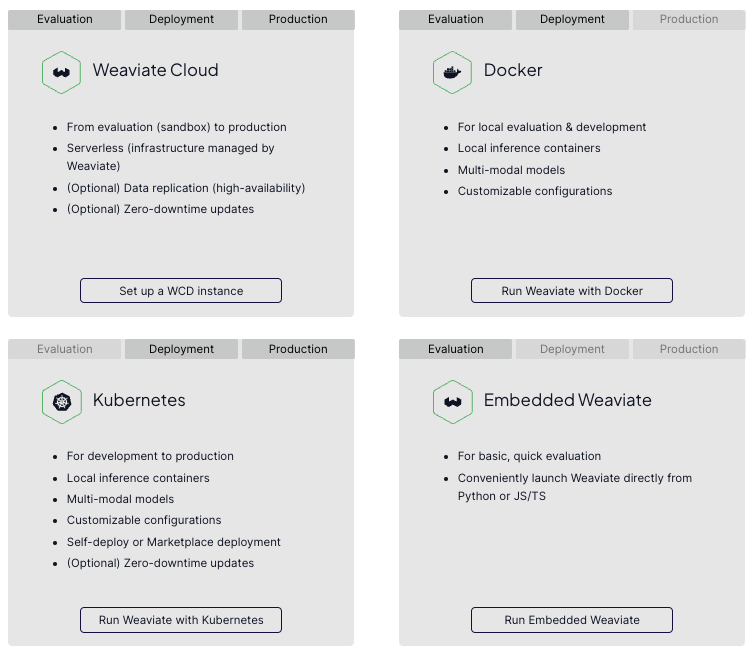 Evaluation Deployment Production
Weaviate Cloud
From evaluation (sandbox) to production
Serverless (infrastructure managed by
Weaviate)
(Optional) Data replication (high-availability)
(Optional) Zero-downtime updates
Set up a WCD instance
Evaluation Deployment Production
Docker
For local evaluation & development
Local inference containers
Multi-modal models
Customizable configurations
Run Weaviate with Docker
Evaluation Deployment Production
Kubernetes
For development to production
Local inference containers
Multi-modal models
Customizable configurations
Self-deploy or Marketplace deployment
(Optional) Zero-downtime updates
Run Weaviate with Kubernetes
Evaluation Deployment Production
Embedded Weaviate
For basic, quick evaluation
Conveniently launch Weaviate directly from
Python or JS/TS
Run Embedded Weaviate